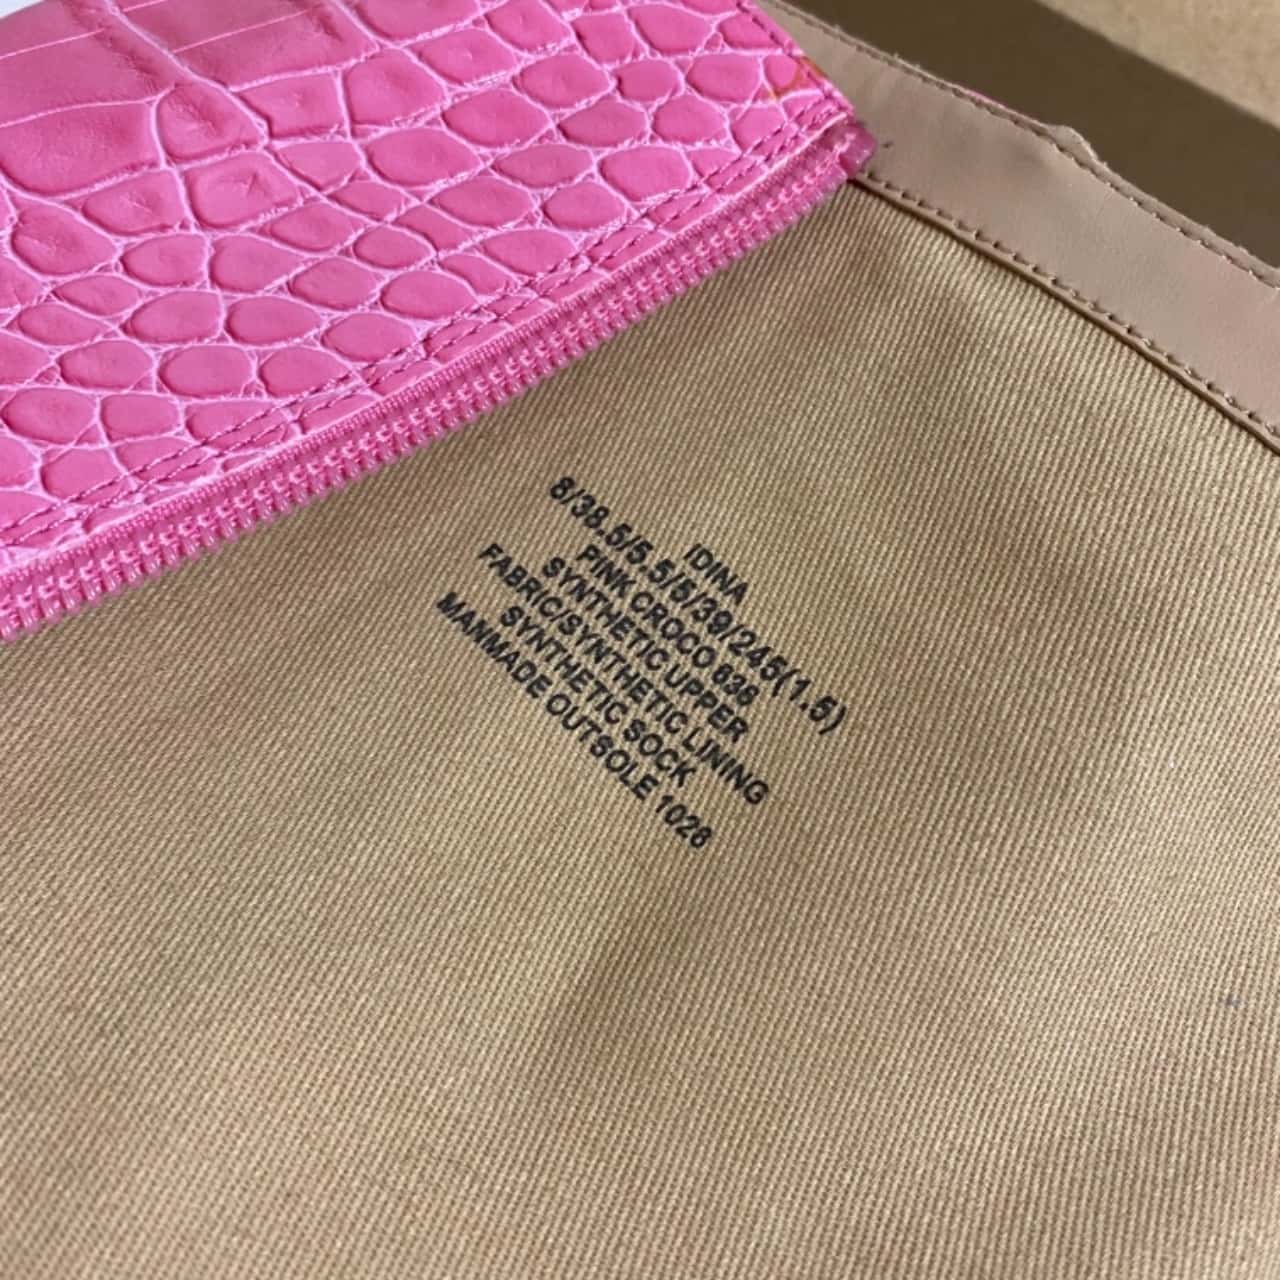 IDINA
8/38.5/5.5/5/39/245(1.5)
PINK CROCO 636
SYNTHETIC UPPER
FABRIC/SYNTHETIC LINING
SYNTHETIC SOCK
MANMADE OUTSOLE 1028